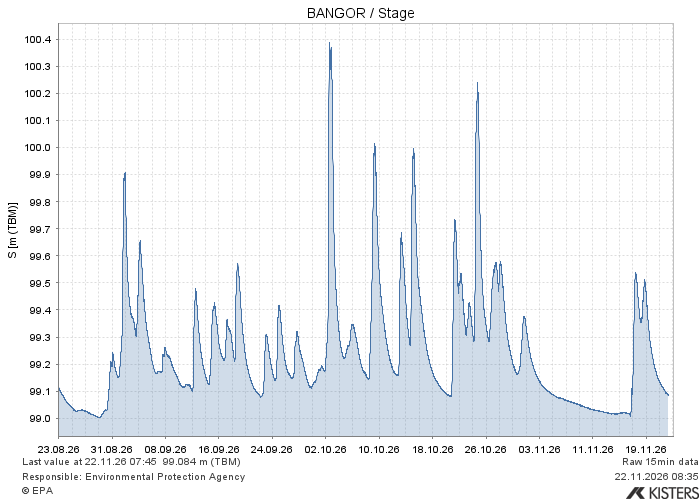 BANGOR / Stage
S [m (TBM)]
100.4
100.3
100.2
100.1
100.0
99.9
99.8
99.7
99.6
99.5
99.4
99.3
99.2
99.1
99.0
23.08.26 31.08.26 08.09.26 16.09.26 24.09.26 02.10.26 10.10.26 18.10.26 26.10.26 03.11.26 11.11.26 19.11.26
Last value at 22.11.26 07:45 99.084 m (TBM) Raw 15min data
Responsible: Environmental Protection Agency 22.11.2026 08:35
© EPA
KISTERS